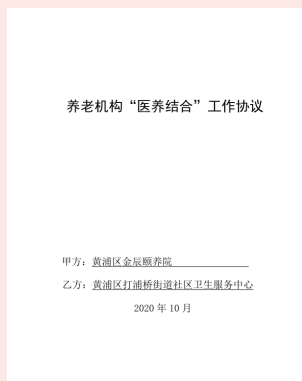 养老机构“医养结合”工作协议
甲方：黄浦区金辰颐养院
乙方：黄浦区打浦桥街道社区卫生服务中心
2020 年 10 月